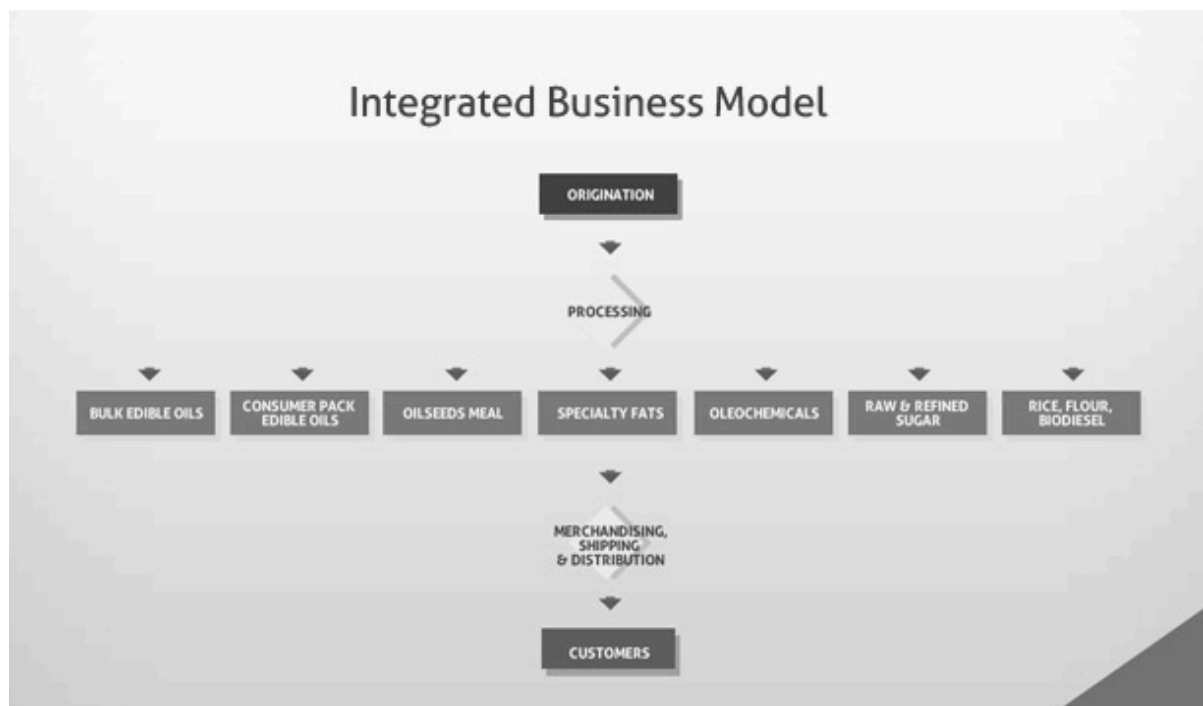 Integrated Business Model
ORIGINATION
PROCESSING
BULK EDIBLE OILS
CONSUMER PACK
EDIBLE OILS
OILSEEDS MEAL
SPECIALTY FATS
OLEOCHEMICALS
RAW & REFINED
SUGAR
RICE, FLOUR,
BIODIESEL
MERCHANDISING,
SHIPPING
& DISTRIBUTION
CUSTOMERS